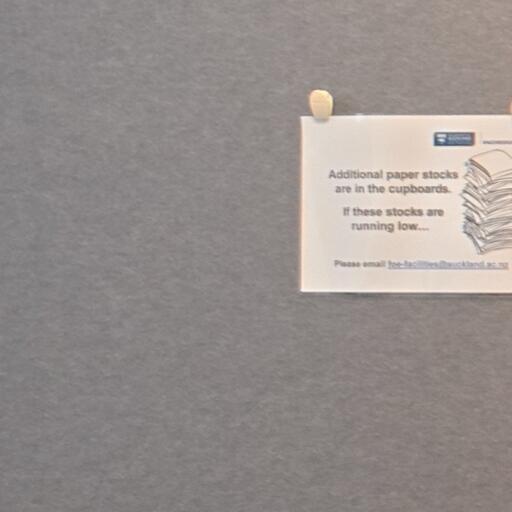 Additional paper stocks
are in the cupboards.
If these stocks are
running low...
Please email foe-facilities@auckland.ac.nz